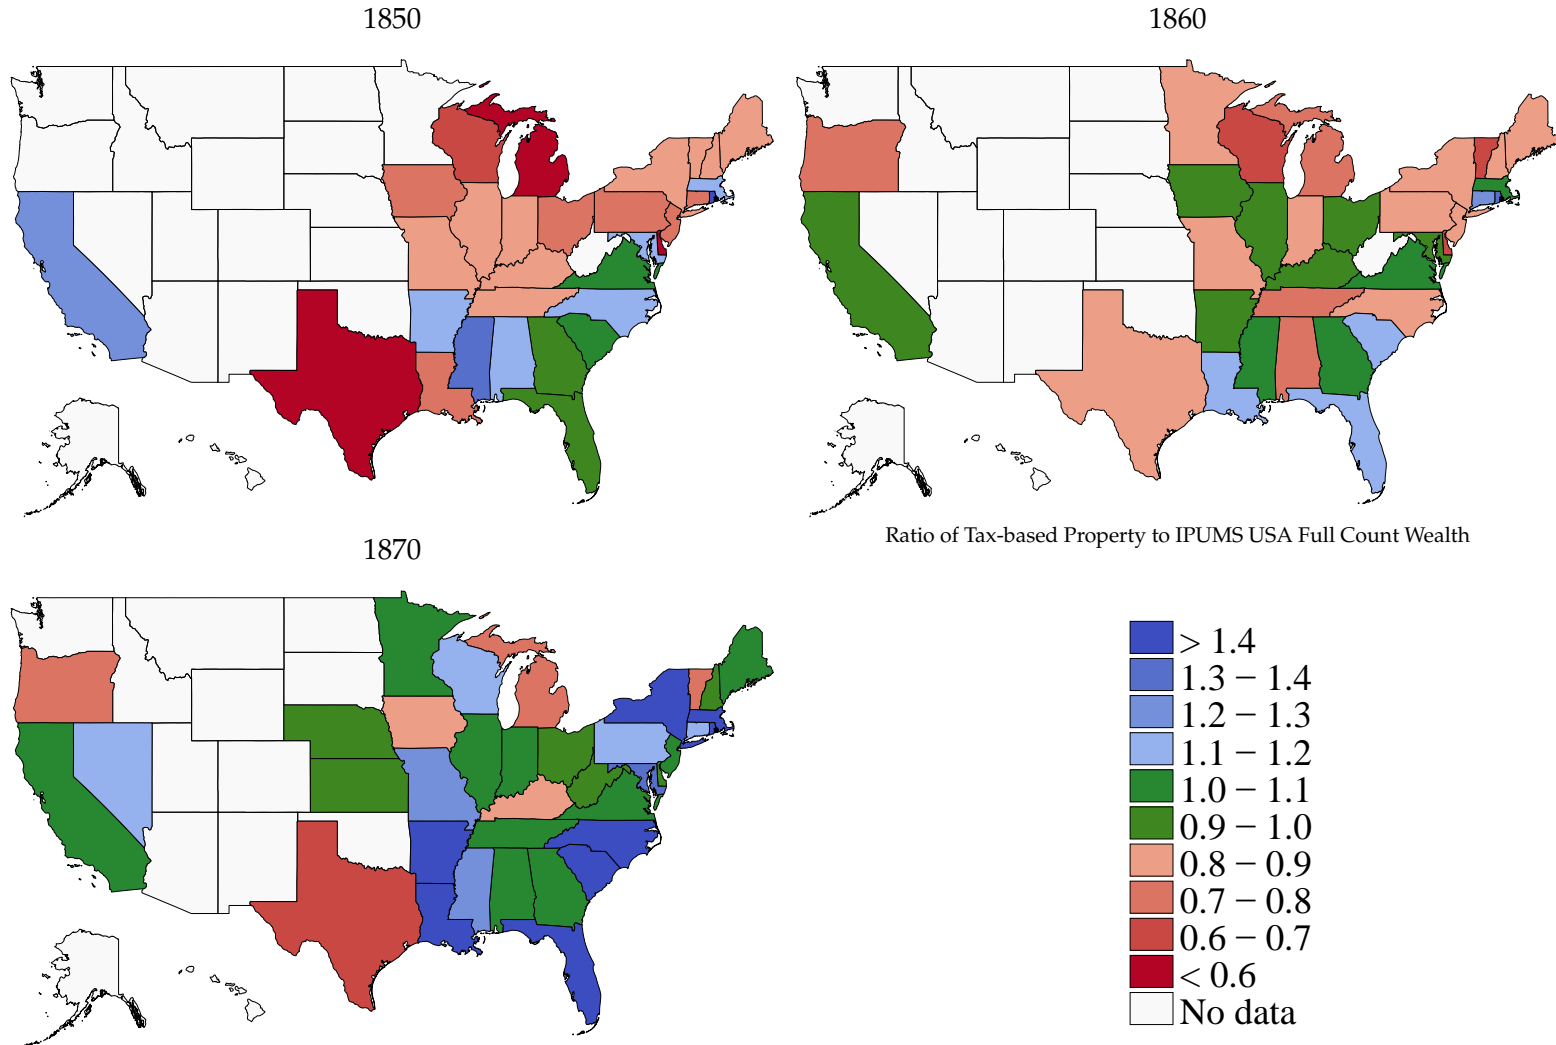 1850
1860
1870
Ratio of Tax-based Property to IPUMS USA Full Count Wealth
> 1.4
1.3 − 1.4
1.2 − 1.3
1.1 − 1.2
1.0 − 1.1
0.9 − 1.0
0.8 − 0.9
0.7 − 0.8
0.6 − 0.7
< 0.6
No data